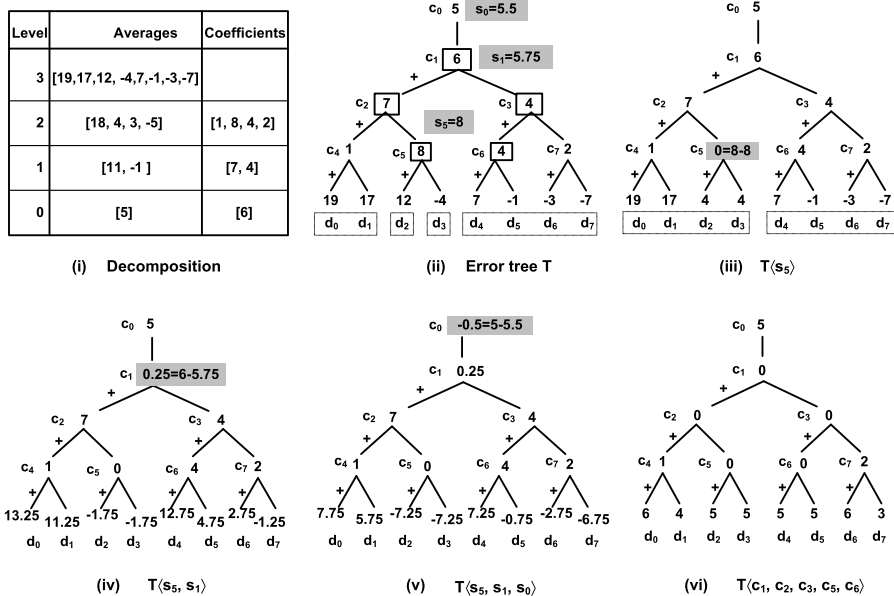 Level Averages Coefficients
3 [19,17,12, -4,7,-1,-3,-7]
2 [18, 4, 3, -5] [1, 8, 4, 2]
1 [11, -1 ] [7, 4]
0 [5] [6]
(i) Decomposition
c0 5 s0=5.5
c1 6 s1=5.75
+
c2 7 c3 4
s5=8
+ +
c4 1 c5 8 c6 4 c7 2
+ + + +
19 17 12 -4 7 -1 -3 -7
d0 d1 d2 d3 d4 d5 d6 d7
(ii) Error tree T
c0 5
c1 6
+
c2 7 c3 4
+ +
c4 1 c5 0=8-8 c6 4 c7 2
+ + + +
19 17 4 4 7 -1 -3 -7
d0 d1 d2 d3 d4 d5 d6 d7
(iii) T⟨s5⟩
c0 5
c1 0.25=6-5.75
+
c2 7 c3 4
+ +
c4 1 c5 0 c6 4 c7 2
+ + + +
13.25 11.25 -1.75 -1.75 12.75 4.75 2.75 -1.25
d0 d1 d2 d3 d4 d5 d6 d7
(iv) T⟨s5, s1⟩
c0 -0.5=5-5.5
c1 0.25
+
c2 7 c3 4
+ +
c4 1 c5 0 c6 4 c7 2
+ + + +
7.75 5.75 -7.25 -7.25 7.25 -0.75 -2.75 -6.75
d0 d1 d2 d3 d4 d5 d6 d7
(v) T⟨s5, s1, s0⟩
c0 5
c1 0
+
c2 0 c3 0
+ +
c4 1 c5 0 c6 0 c7 2
+ + + +
6 4 5 5 5 5 6 3
d0 d1 d2 d3 d4 d5 d6 d7
(vi) T⟨c1, c2, c3, c5, c6⟩